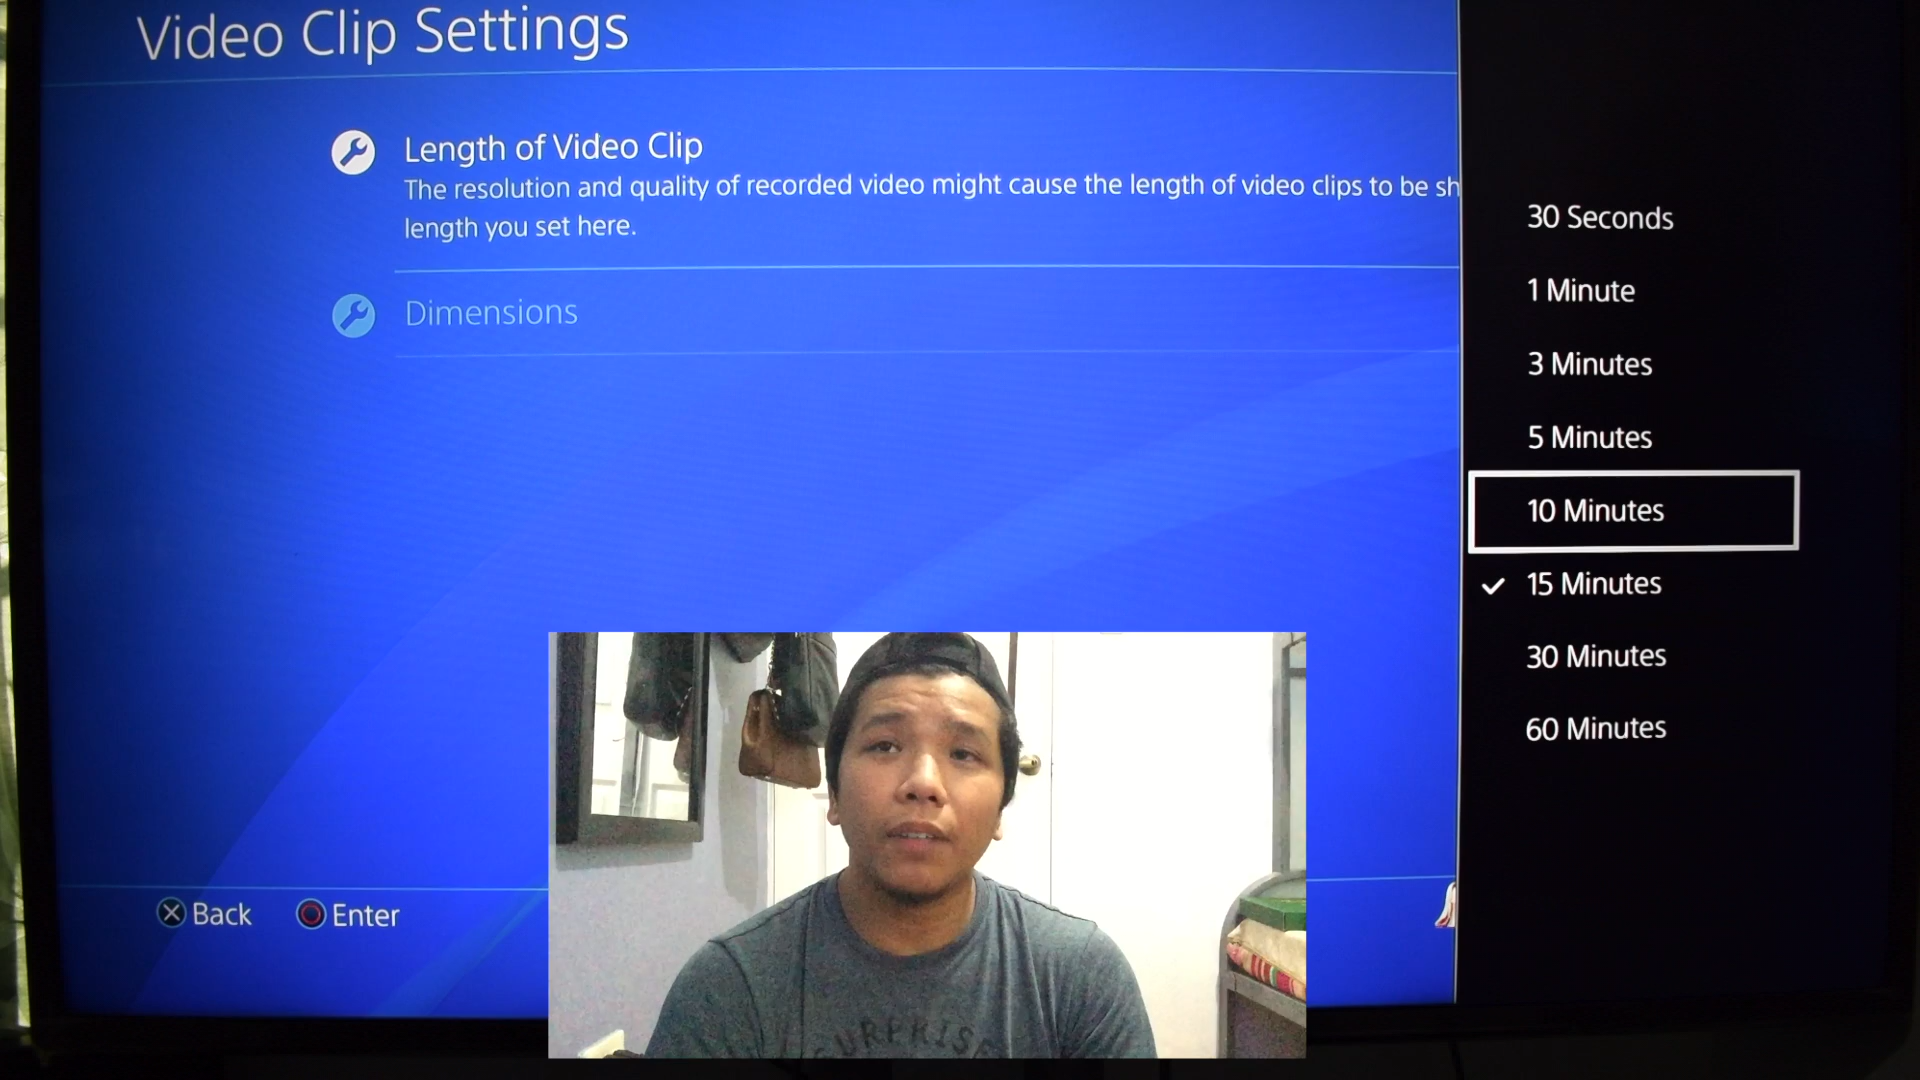 Video Clip Settings
Length of Video Clip
The resolution and quality of recorded video might cause the length of video clips to be sh
length you set here.
Dimensions
30 Seconds
1 Minute
3 Minutes
5 Minutes
10 Minutes
15 Minutes
30 Minutes
60 Minutes
Back
Enter
SURPRISE